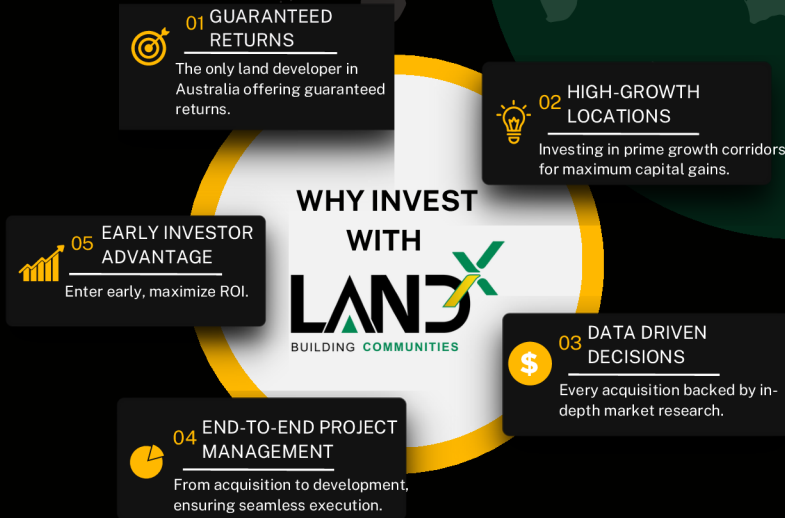 01 GUARANTEED
RETURNS
The only land developer in
Australia offering guaranteed
returns.
02 HIGH-GROWTH
LOCATIONS
Investing in prime growth corridors
for maximum capital gains.
WHY INVEST
WITH
LANDX
BUILDING COMMUNITIES
03 DATA DRIVEN
DECISIONS
$
Every acquisition backed by in-
depth market research.
04 END-TO-END PROJECT
MANAGEMENT
From acquisition to development,
ensuring seamless execution.
05 EARLY INVESTOR
ADVANTAGE
Enter early, maximize ROI.